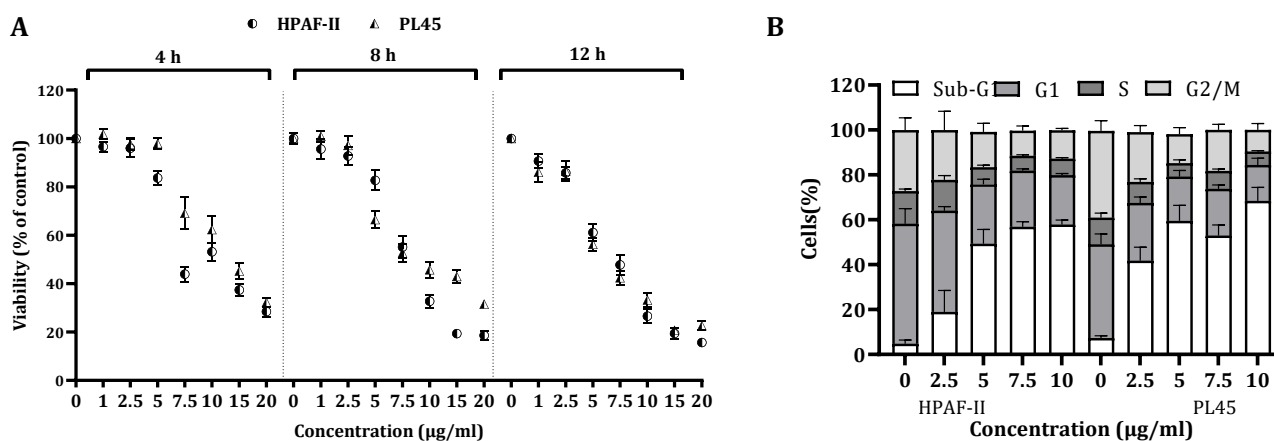 A
HPAF-II PL45
4 h 8 h 12 h
Viability (% of control)
120
100
80
60
40
20
0
0 1 2.5 5 7.5 10 15 20 0 1 2.5 5 7.5 10 15 20 0 1 2.5 5 7.5 10 15 20
Concentration (µg/ml)
B
Sub-G1 G1 S G2/M
Cells(%)
120
100
80
60
40
20
0
0 2.5 5 7.5 10 0 2.5 5 7.5 10
HPAF-II PL45
Concentration (µg/ml)